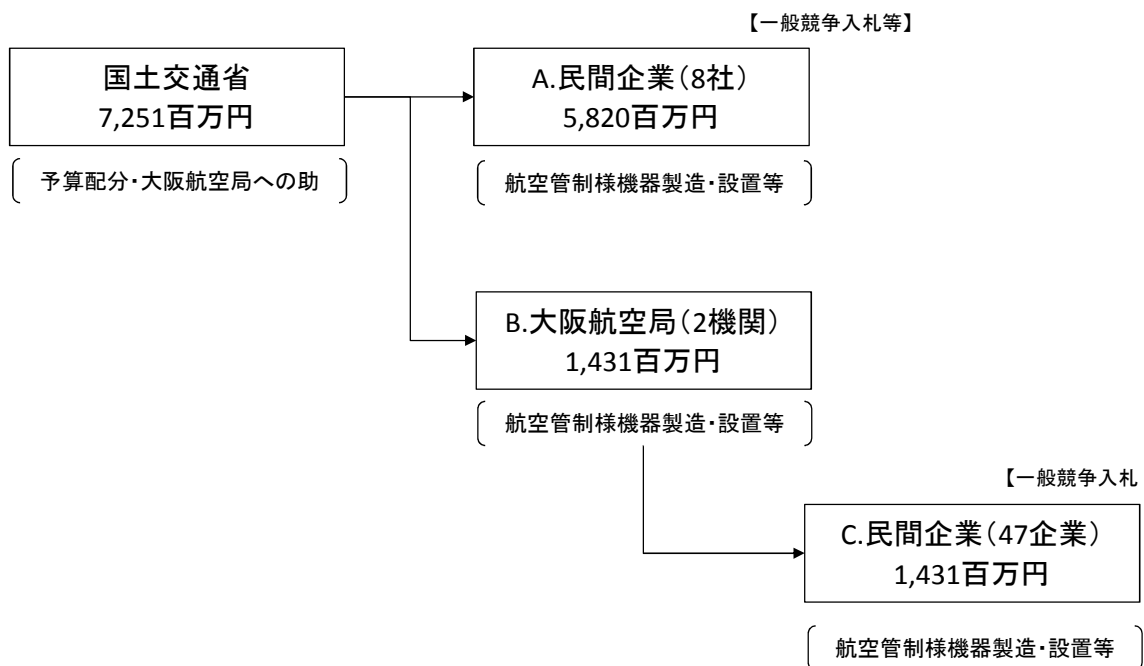 【一般競争入札等】
国土交通省
7,251百万円
A.民間企業(8社)
5,820百万円
予算配分・大阪航空局への助
航空管制様機器製造・設置等
B.大阪航空局(2機関)
1,431百万円
航空管制様機器製造・設置等
【一般競争入札
C.民間企業(47企業)
1,431百万円
航空管制様機器製造・設置等